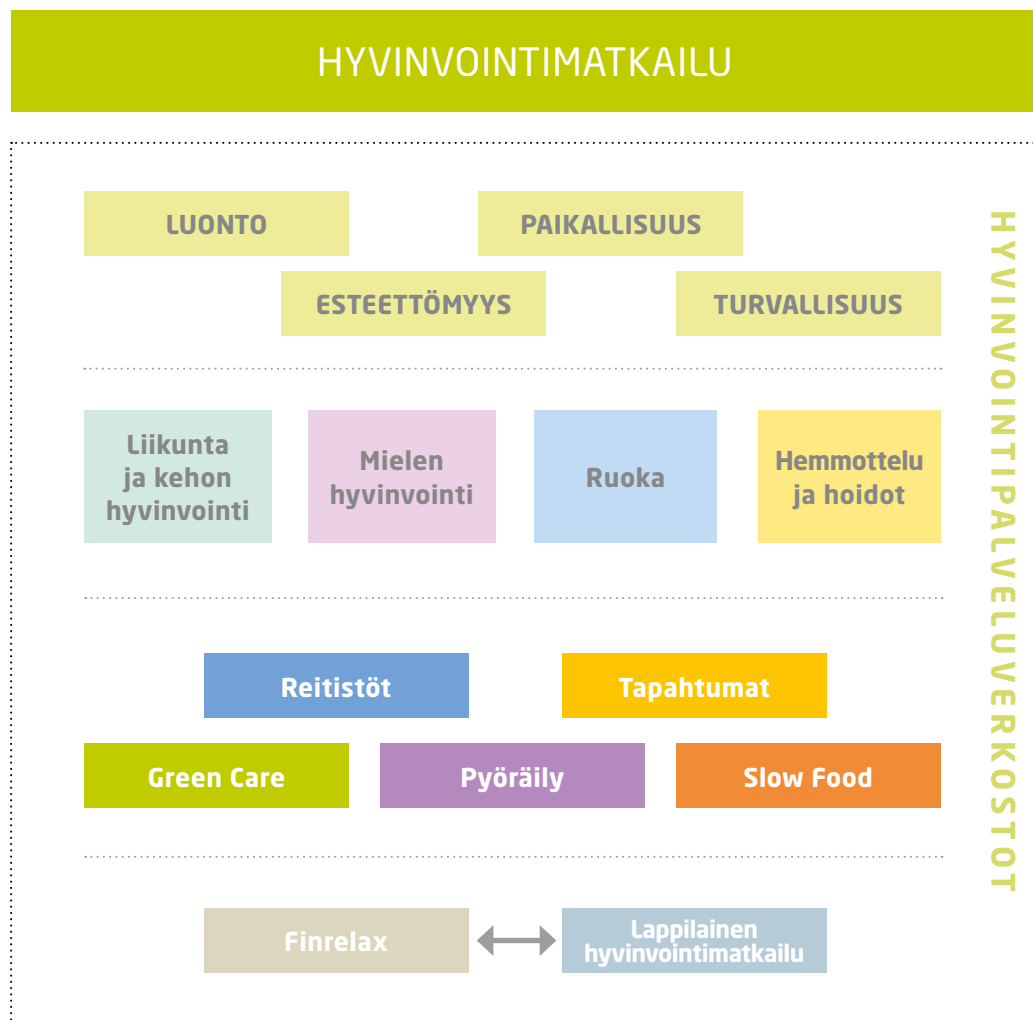 HYVINVOINTIMATKAILU
LUONTO
PAIKALLISUUS
ESTEETTÖMYYS
TURVALLISUUS
Liikunta
ja kehon
hyvinvointi
Mielen
hyvinvointi
Ruoka
Hemmottelu
ja hoidot
Reitistöt
Tapahtumat
Green Care
Pyöräily
Slow Food
Finrelax
Lappilainen
hyvinvointimatkailu
HYVINVOINTIPALVELUVERKOSTOT